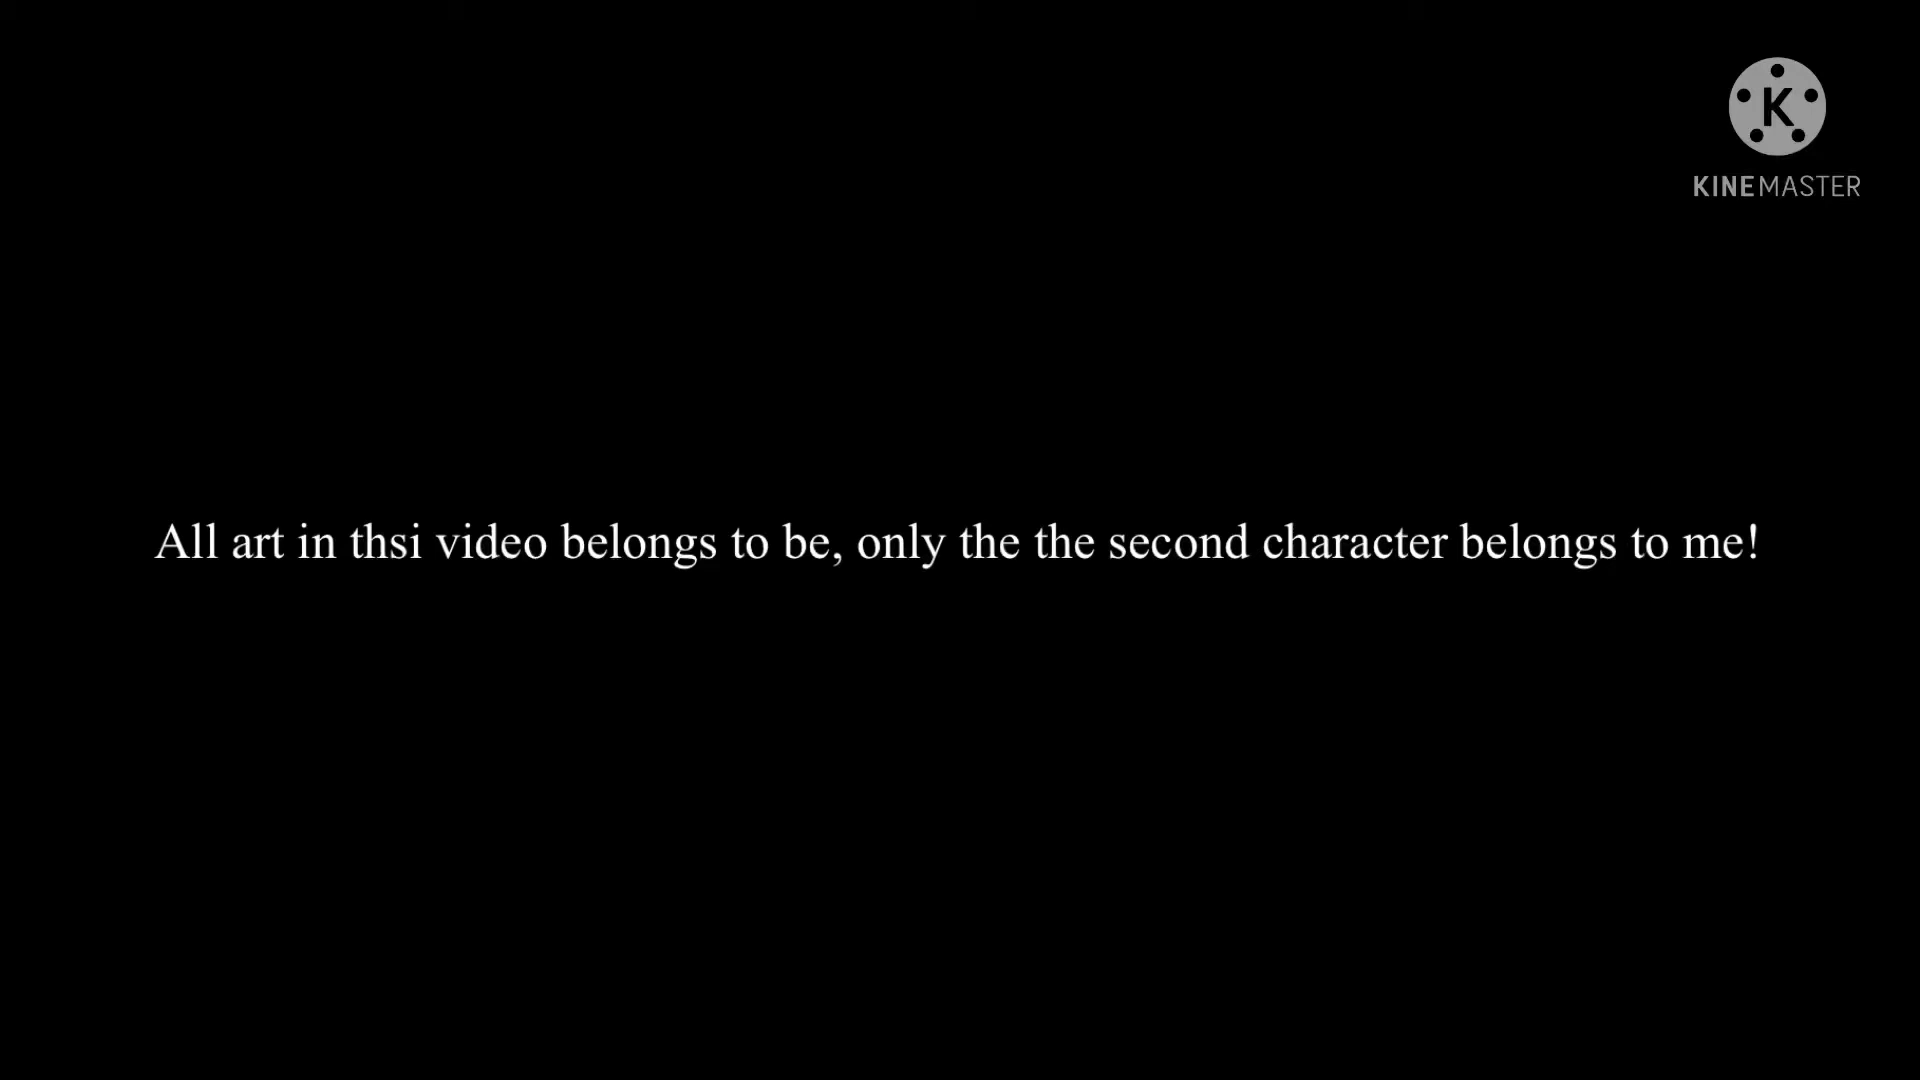 K
KINEMASTER
All art in thsi video belongs to be, only the the second character belongs to me!